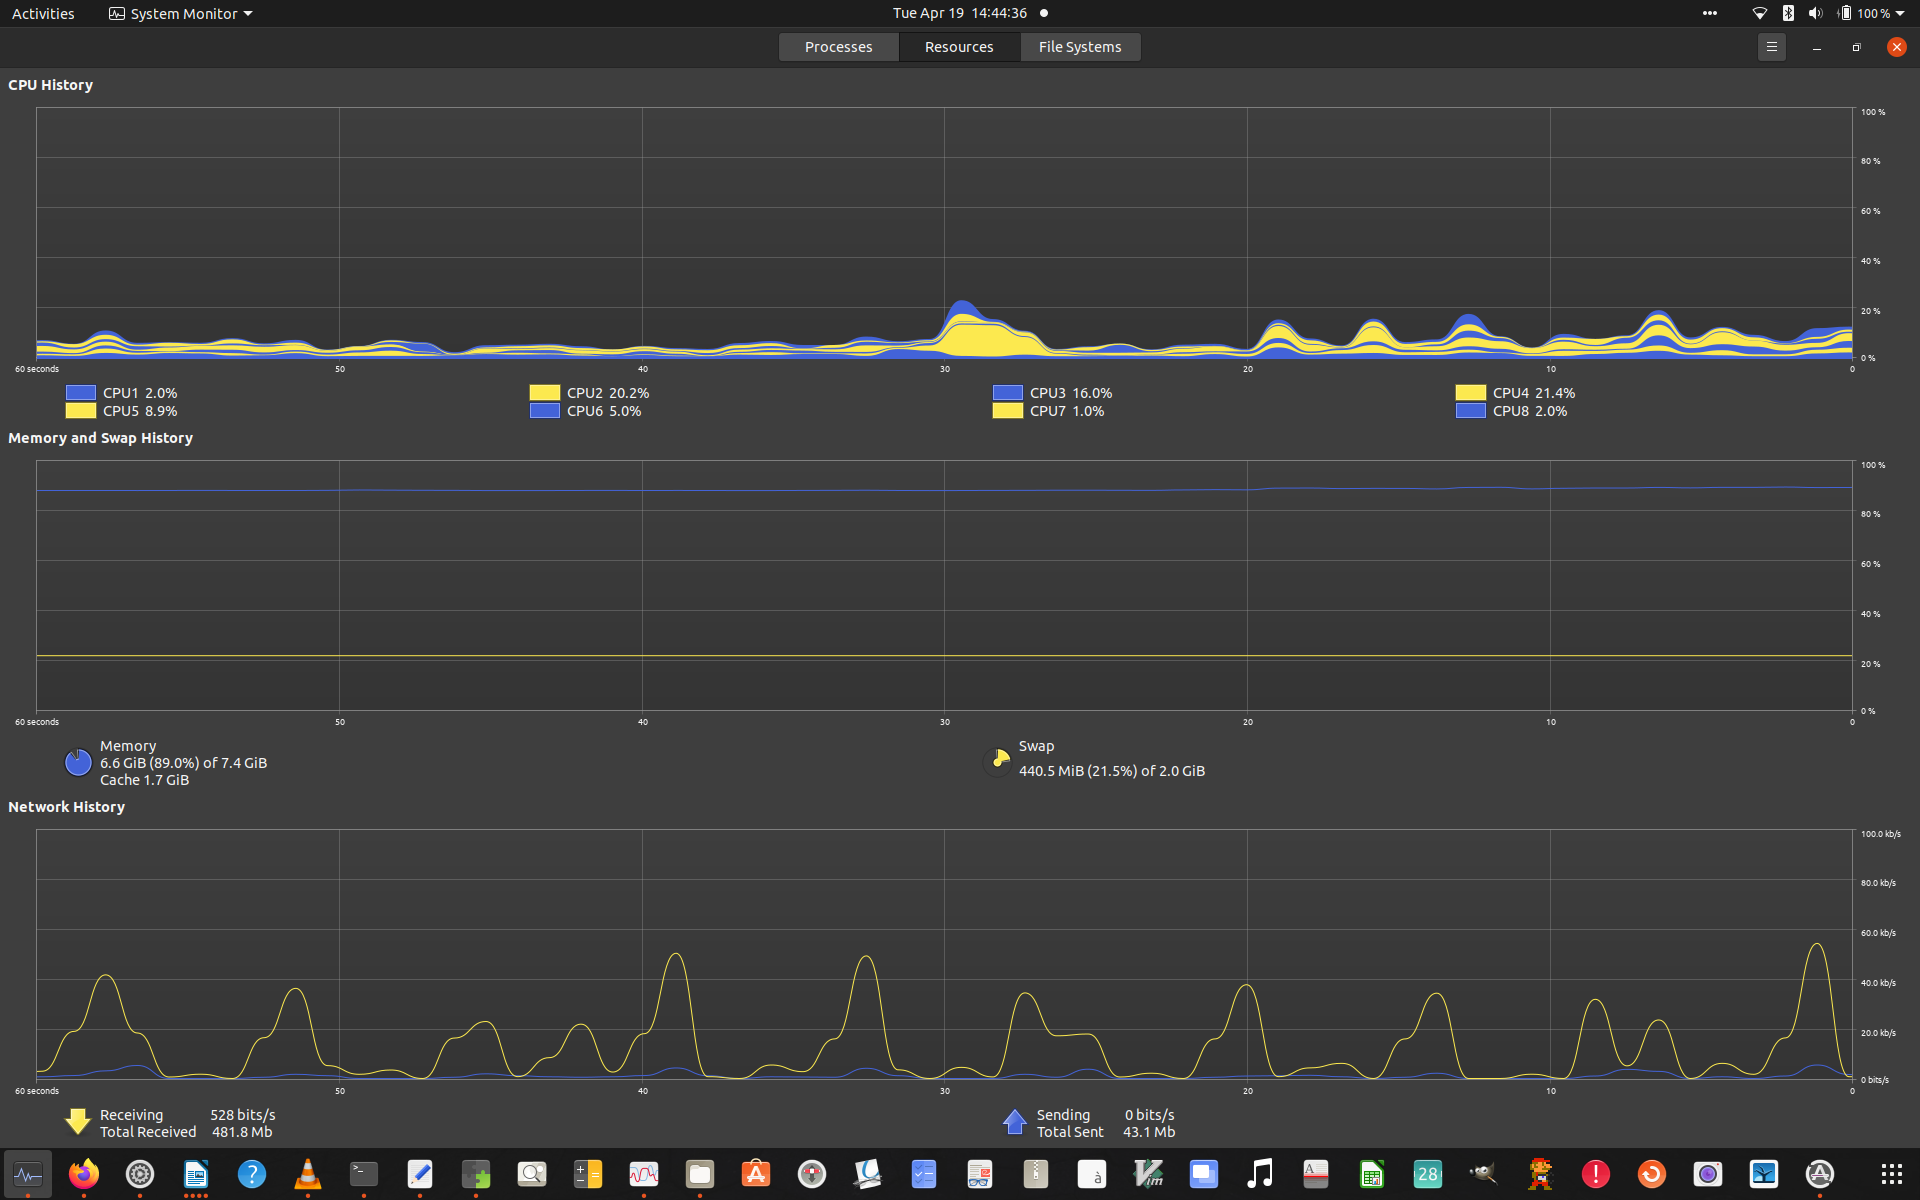 Activities System Monitor Tue Apr 19 14:44:36 100 %
Processes Resources File Systems
CPU History
100 %
80 %
60 %
40 %
20 %
0 %
60 seconds 50 40 30 20 10 0
CPU1 2.0% CPU2 20.2% CPU3 16.0% CPU4 21.4%
CPU5 8.9% CPU6 5.0% CPU7 1.0% CPU8 2.0%
Memory and Swap History
100 %
80 %
60 %
40 %
20 %
0 %
60 seconds 50 40 30 20 10 0
Memory
6.6 GiB (89.0%) of 7.4 GiB
Cache 1.7 GiB
Swap
440.5 MiB (21.5%) of 2.0 GiB
Network History
100.0 kb/s
80.0 kb/s
60.0 kb/s
40.0 kb/s
20.0 kb/s
0 bits/s
60 seconds 50 40 30 20 10 0
Receiving 528 bits/s
Total Received 481.8 Mb
Sending 0 bits/s
Total Sent 43.1 Mb
? >_ à Vim A 28 !